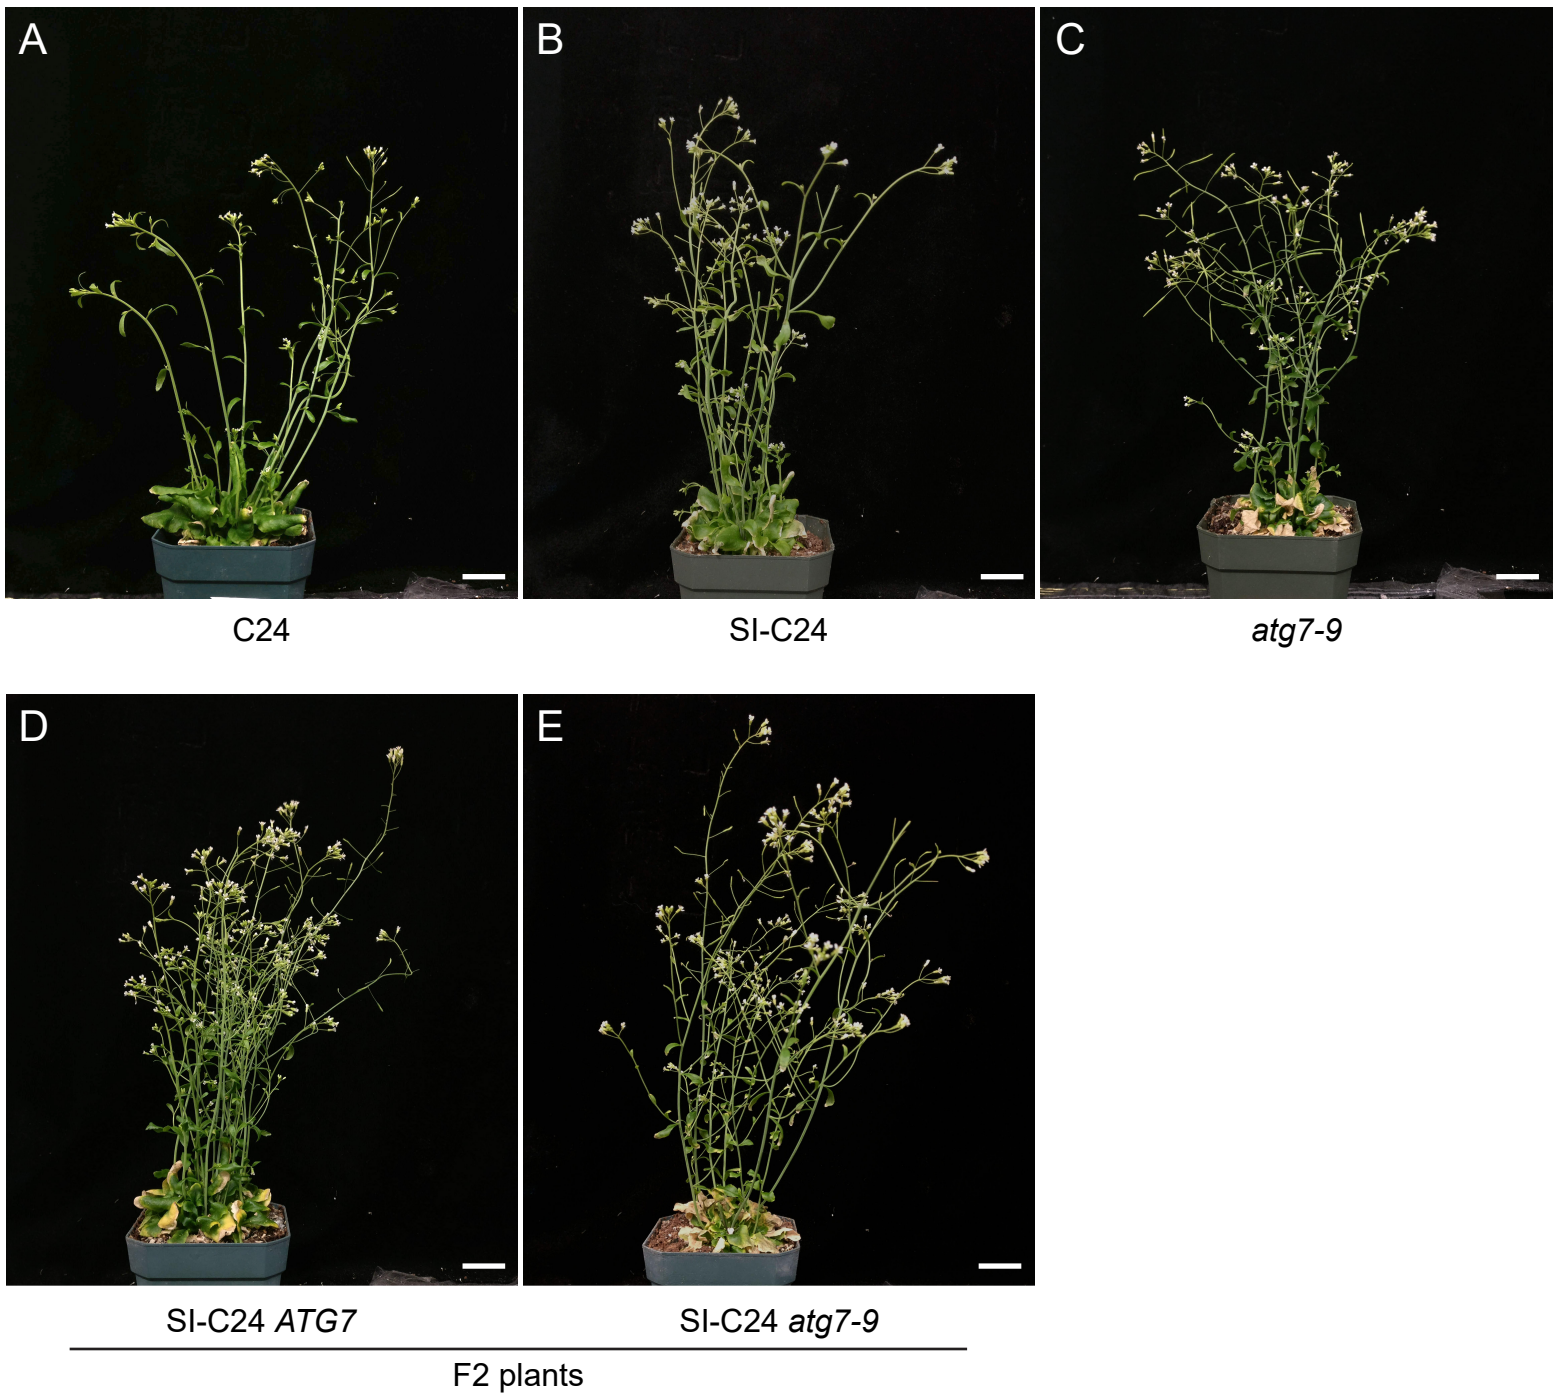 A
B
C
C24
SI-C24
atg7-9
D
E
SI-C24 ATG7
SI-C24 atg7-9
F2 plants